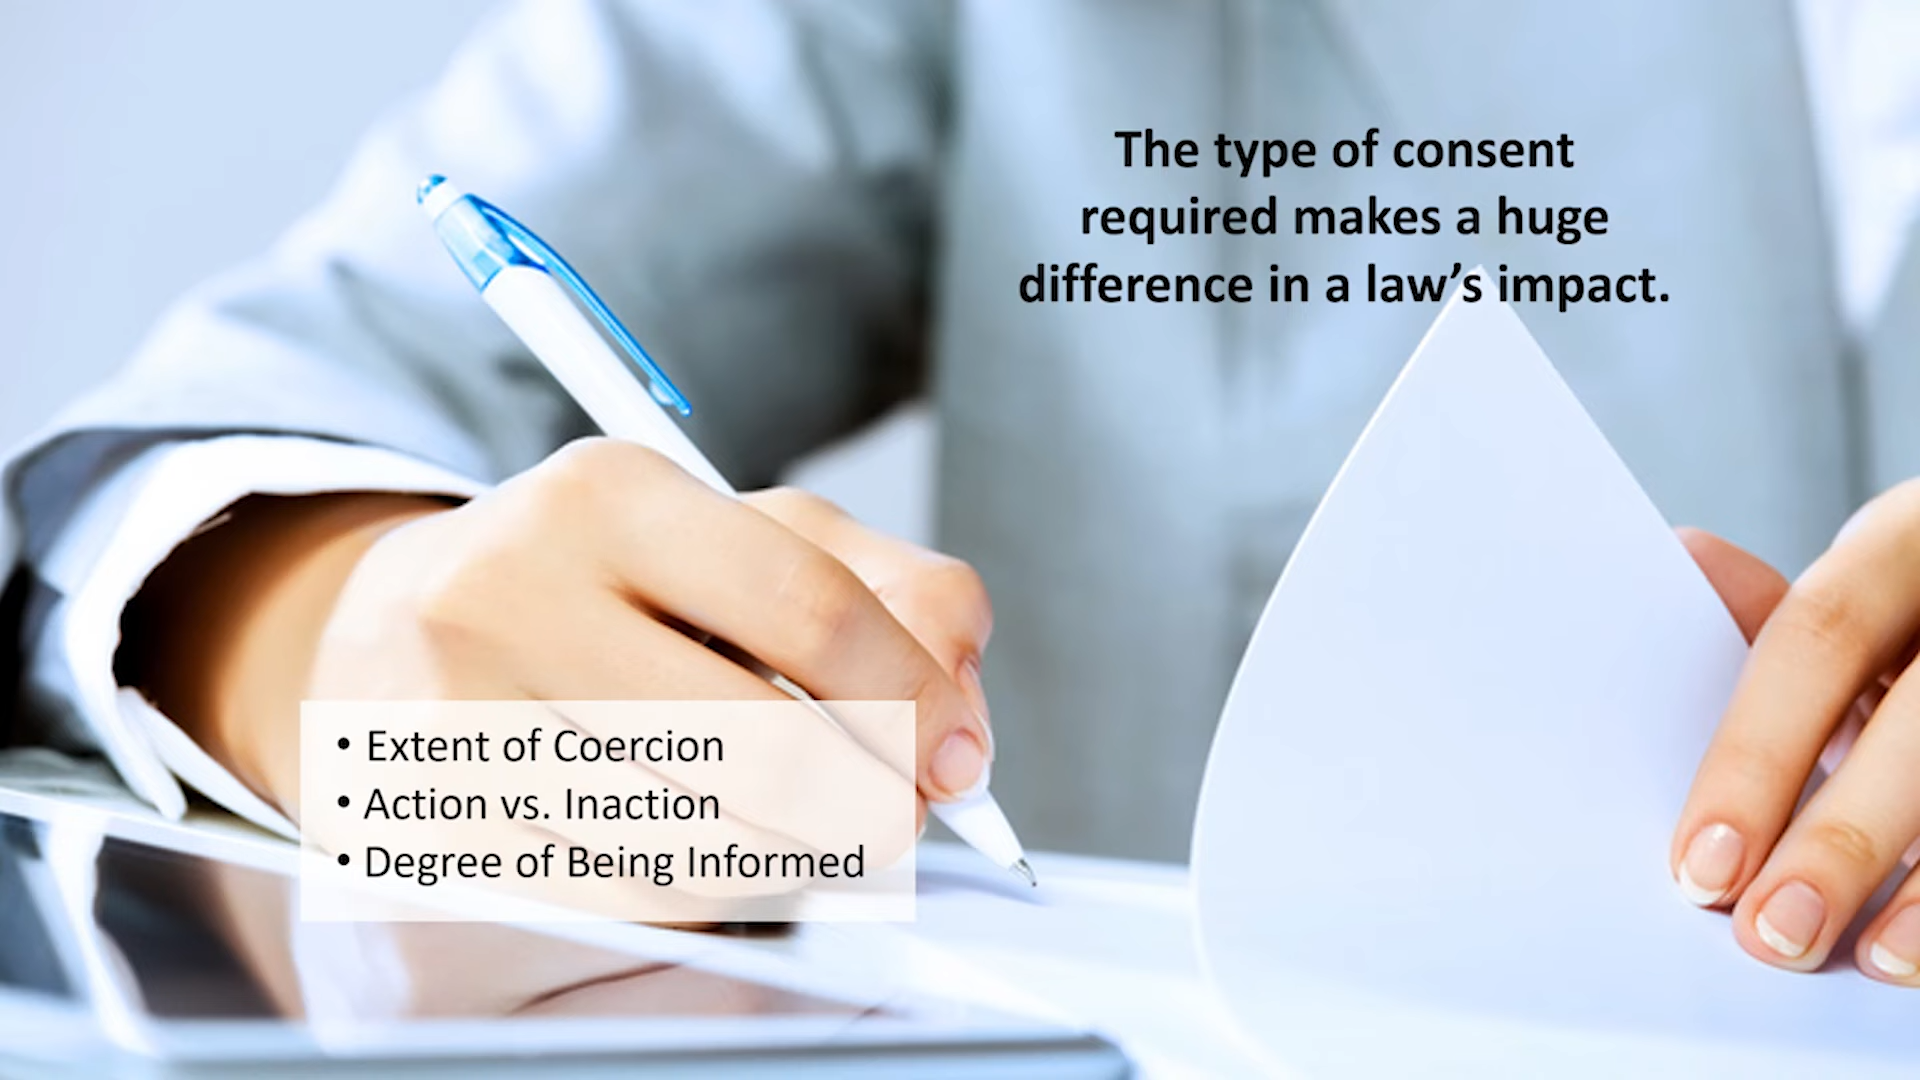 The type of consent
required makes a huge
difference in a law’s impact.
• Extent of Coercion
• Action vs. Inaction
• Degree of Being Informed